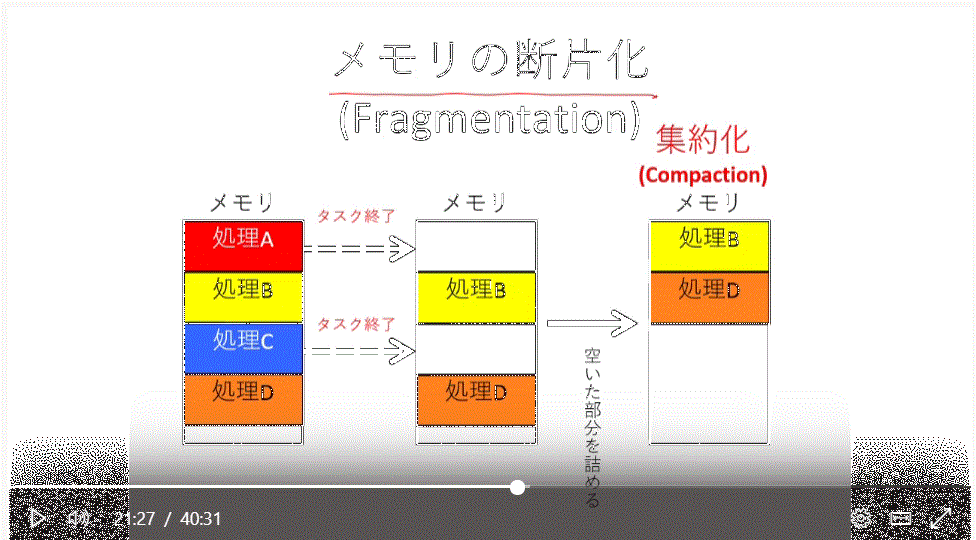 メモリの断片化
(Fragmentation)
集約化
(Compaction)
メモリ
タスク終了
メモリ
メモリ
処理A
処理B
処理B
処理B
処理D
タスク終了
処理C
処理D
処理D
空いた部分を詰める
21:27 / 40:31